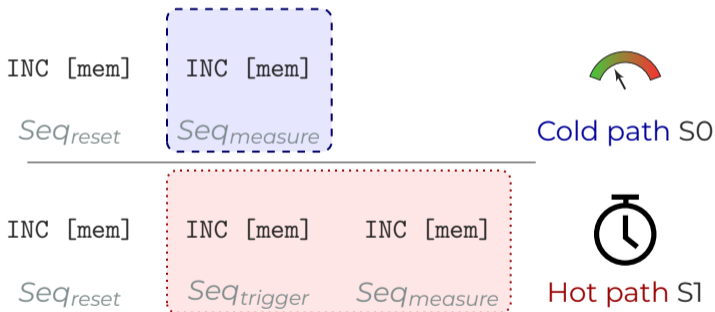 INC [mem] INC [mem]
Seqreset Seqmeasure Cold path S0
INC [mem] INC [mem] INC [mem]
Seqreset Seqtrigger Seqmeasure Hot path S1